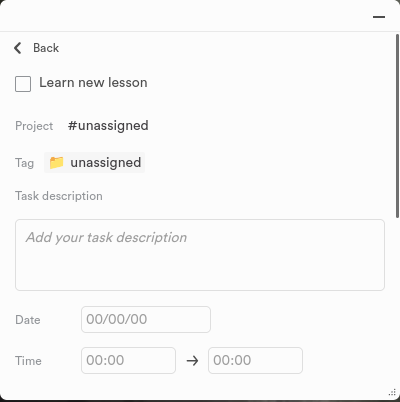 Back
Learn new lesson
Project #unassigned
Tag unassigned
Task description
Add your task description
Date 00/00/00
Time 00:00 → 00:00